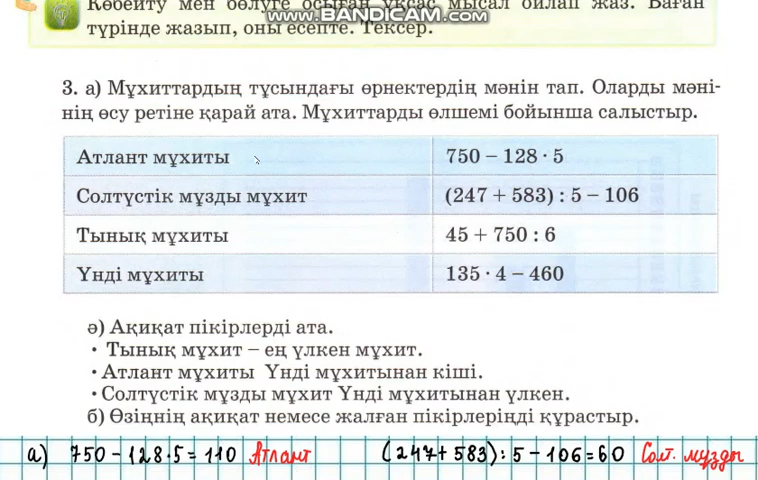 Көбейту мен бөлуге осыған ұқсас мысал ойлап жаз. Баған
www.BANDICAM.com
түрінде жазып, оны есепте. Тексер.
3. а) Мұхиттардың тұсындағы өрнектердің мәнін тап. Оларды мәні-
нің өсу ретіне қарай ата. Мұхиттарды өлшемі бойынша салыстыр.
Атлант мұхиты 750 – 128 · 5
Солтүстік мұзды мұхит (247 + 583) : 5 – 106
Тынық мұхиты 45 + 750 : 6
Үнді мұхиты 135 · 4 – 460
ә) Ақиқат пікірлерді ата.
• Тынық мұхит – ең үлкен мұхит.
• Атлант мұхиты Үнді мұхитынан кіші.
• Солтүстік мұзды мұхит Үнді мұхитынан үлкен.
б) Өзіңнің ақиқат немесе жалған пікірлеріңді құрастыр.
а) 750 – 128·5 = 110 Атлант (247+583):5 – 106=60 Солт. мұзды